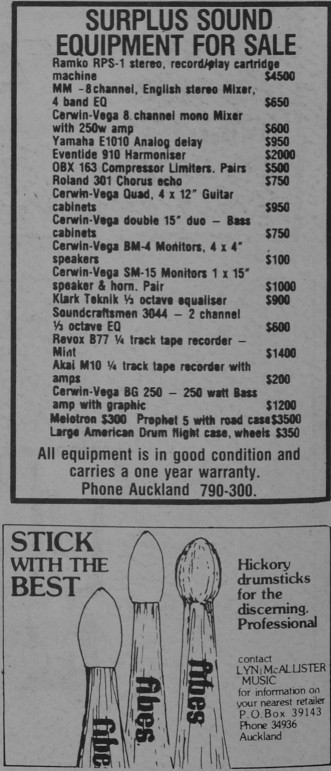 SURPLUS SOUND
EQUIPMENT FOR SALE
Ramko RPS-1 stereo, record/play cartridge
machine $4500
MM – 8 channel, English stereo Mixer,
4 band EQ $650
Cerwin-Vega 8 channel mono Mixer
with 250w amp $600
Yamaha E1010 Analog delay $950
Eventide 910 Harmoniser $2000
OBX 163 Compressor Limiters. Pairs $500
Roland 301 Chorus echo $750
Cerwin-Vega Quad, 4 x 12" Guitar
cabinets $950
Cerwin-Vega double 15" duo – Bass
cabinets $750
Cerwin-Vega BM-4 Monitors, 4 x 4"
speakers $100
Cerwin-Vega SM-15 Monitors 1 x 15"
speaker & horn. Pair $1000
Klark Teknik ⅓ octave equaliser $900
Soundcraftsmen 3044 – 2 channel
⅓ octave EQ $600
Revox B77 ¼ track tape recorder –
Mint $1400
Akai M10 ¼ track tape recorder with
amps $200
Cerwin-Vega BG 250 – 250 watt Bass
amp with graphic $1200
Melotron $300 Prophet 5 with road case $3500
Large American Drum flight case, wheels $350
All equipment is in good condition and
carries a one year warranty.
Phone Auckland 790-300.
STICK
WITH THE
BEST
fibes
fibes.
fibes
Hickory
drumsticks
for the
discerning.
Professional
contact
LYN McALLISTER
MUSIC
for information on
your nearest retailer
P.O. Box 39143
Phone 34936
Auckland